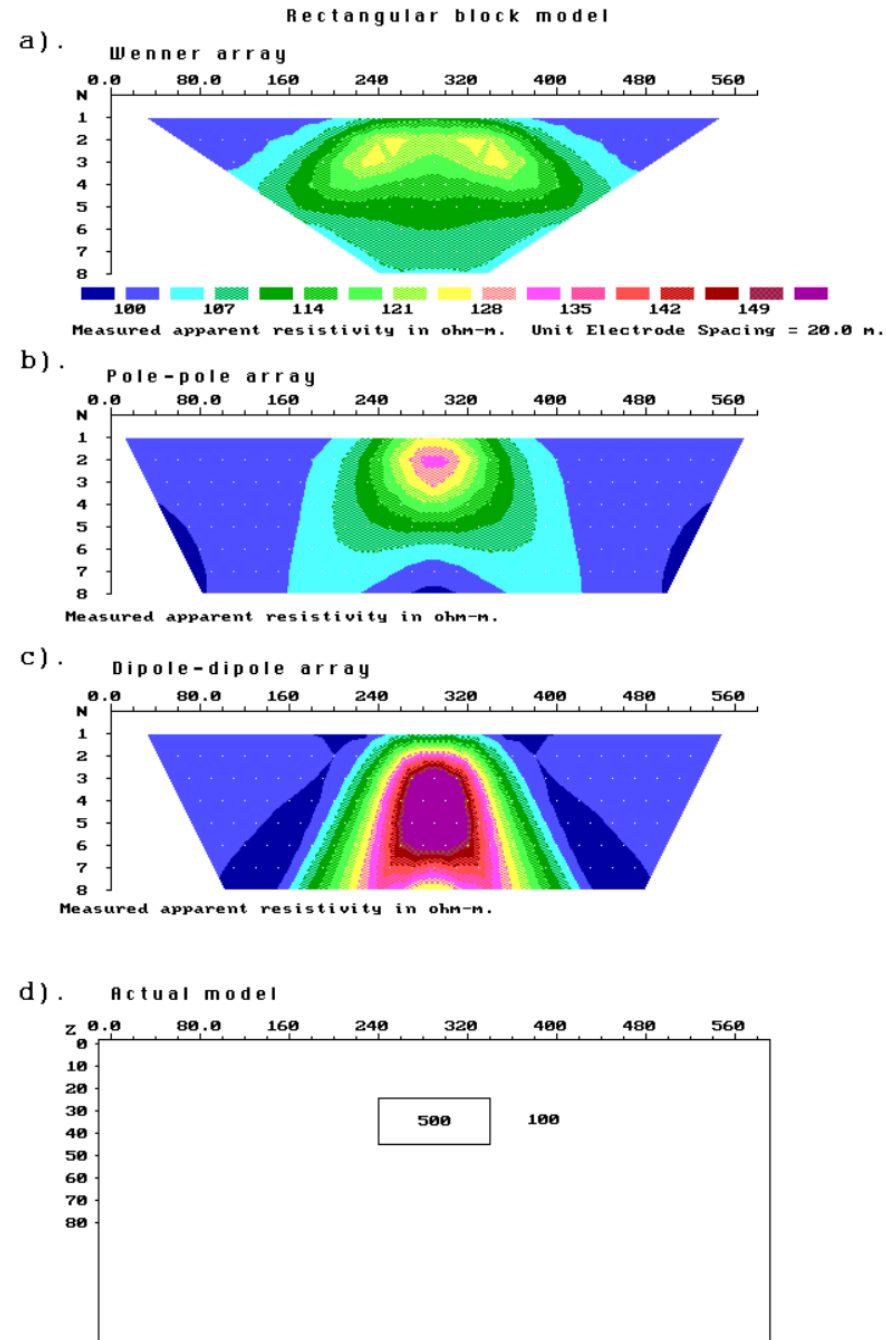 Rectangular block model
a).
Wenner array
0.0 80.0 160 240 320 400 480 560
N
1
2
3
4
5
6
7
8
100 107 114 121 128 135 142 149
Measured apparent resistivity in ohm-m. Unit Electrode Spacing = 20.0 m.
b).
Pole-pole array
0.0 80.0 160 240 320 400 480 560
N
1
2
3
4
5
6
7
8
Measured apparent resistivity in ohm-m.
c).
Dipole-dipole array
0.0 80.0 160 240 320 400 480 560
N
1
2
3
4
5
6
7
8
Measured apparent resistivity in ohm-m.
d).
Actual model
Z 0.0 80.0 160 240 320 400 480 560
0
10
20
30
40
50
60
70
80
500 100